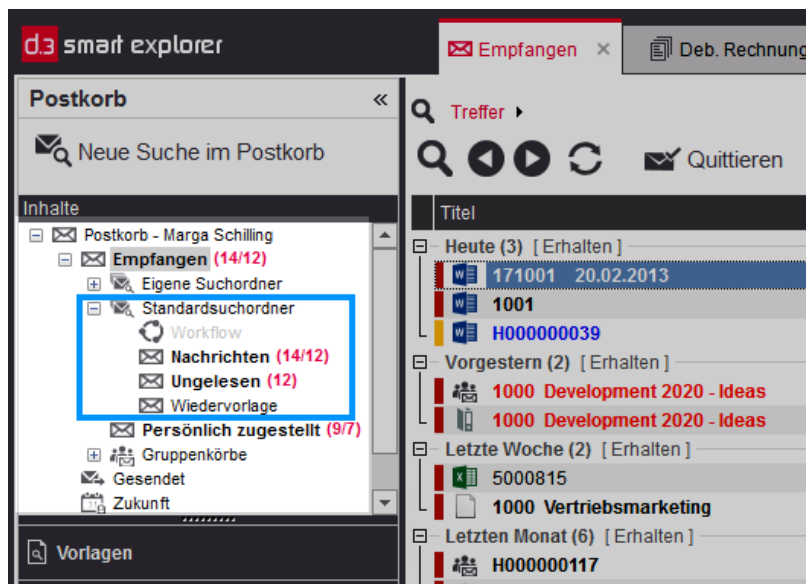 d.3 smart explorer
Empfangen ×
Deb. Rechnung
Postkorb «
Neue Suche im Postkorb
Inhalte
Postkorb - Marga Schilling
Empfangen (14/12)
Eigene Suchordner
Standardsuchordner
Workflow
Nachrichten (14/12)
Ungelesen (12)
Wiedervorlage
Persönlich zugestellt (9/7)
Gruppenkörbe
Gesendet
Zukunft
Vorlagen
Treffer
Quittieren
Titel
Heute (3) [ Erhalten ]
171001 20.02.2013
1001
H000000039
Vorgestern (2) [ Erhalten ]
1000 Development 2020 - Ideas
1000 Development 2020 - Ideas
Letzte Woche (2) [ Erhalten ]
5000815
1000 Vertriebsmarketing
Letzten Monat (6) [ Erhalten ]
H000000117